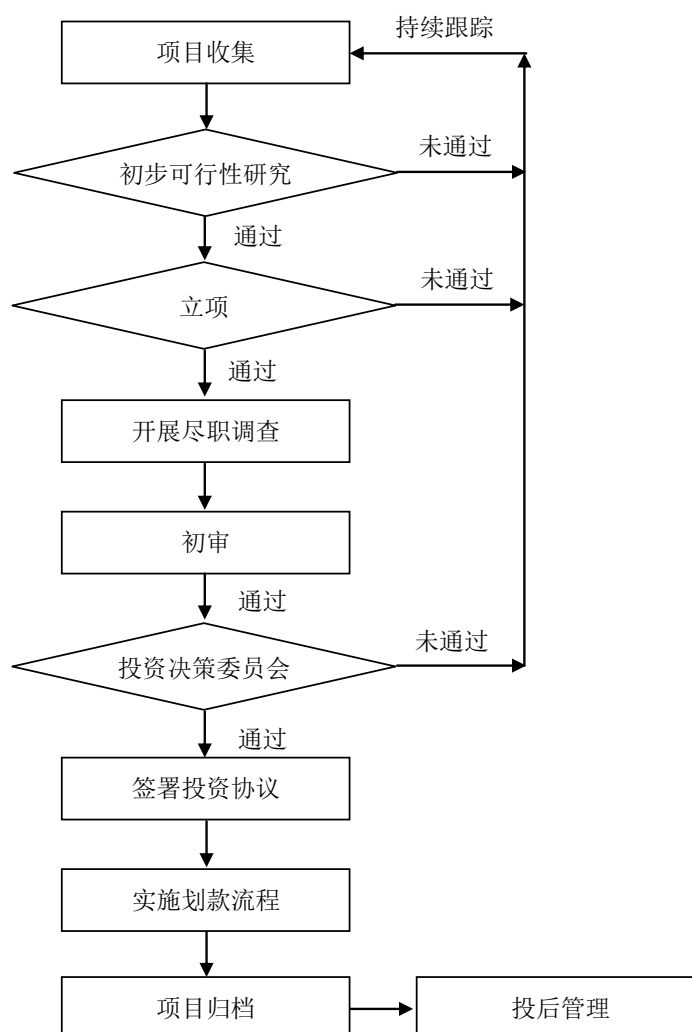 持续跟踪
项目收集
未通过
初步可行性研究
通过
未通过
立项
通过
开展尽职调查
初审
通过
未通过
投资决策委员会
通过
签署投资协议
实施划款流程
项目归档
投后管理